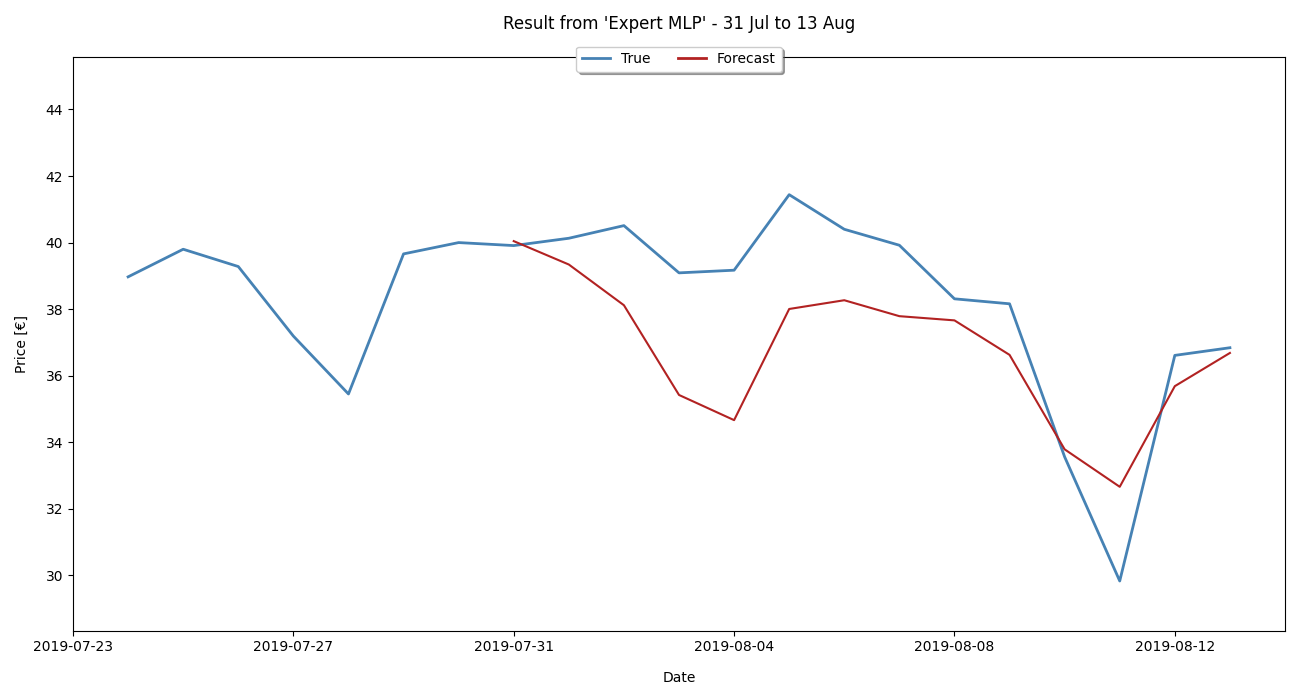 Result from 'Expert MLP' - 31 Jul to 13 Aug
True
Forecast
44
42
40
38
36
34
32
30
Price [€]
2019-07-23
2019-07-27
2019-07-31
2019-08-04
2019-08-08
2019-08-12
Date